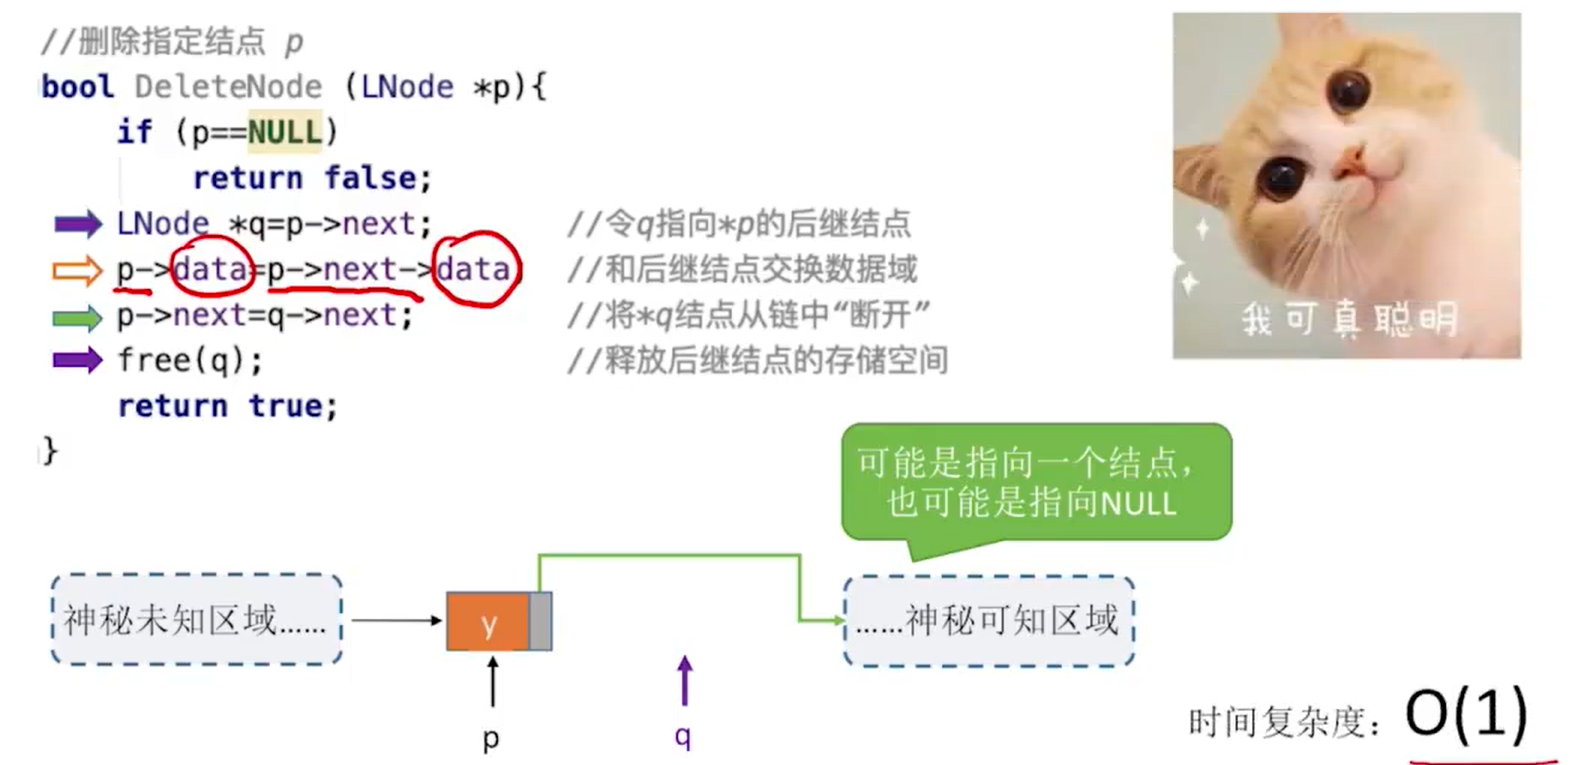 //删除指定结点 p
bool DeleteNode (LNode *p){
if (p==NULL)
return false;
LNode *q=p->next; //令q指向*p的后继结点
p->data=p->next->data //和后继结点交换数据域
p->next=q->next; //将*q结点从链中“断开”
free(q); //释放后继结点的存储空间
return true;
}
我可真聪明
可能是指向一个结点，
也可能是指向NULL
神秘未知区域……
y
……神秘可知区域
p
q
时间复杂度：O(1)